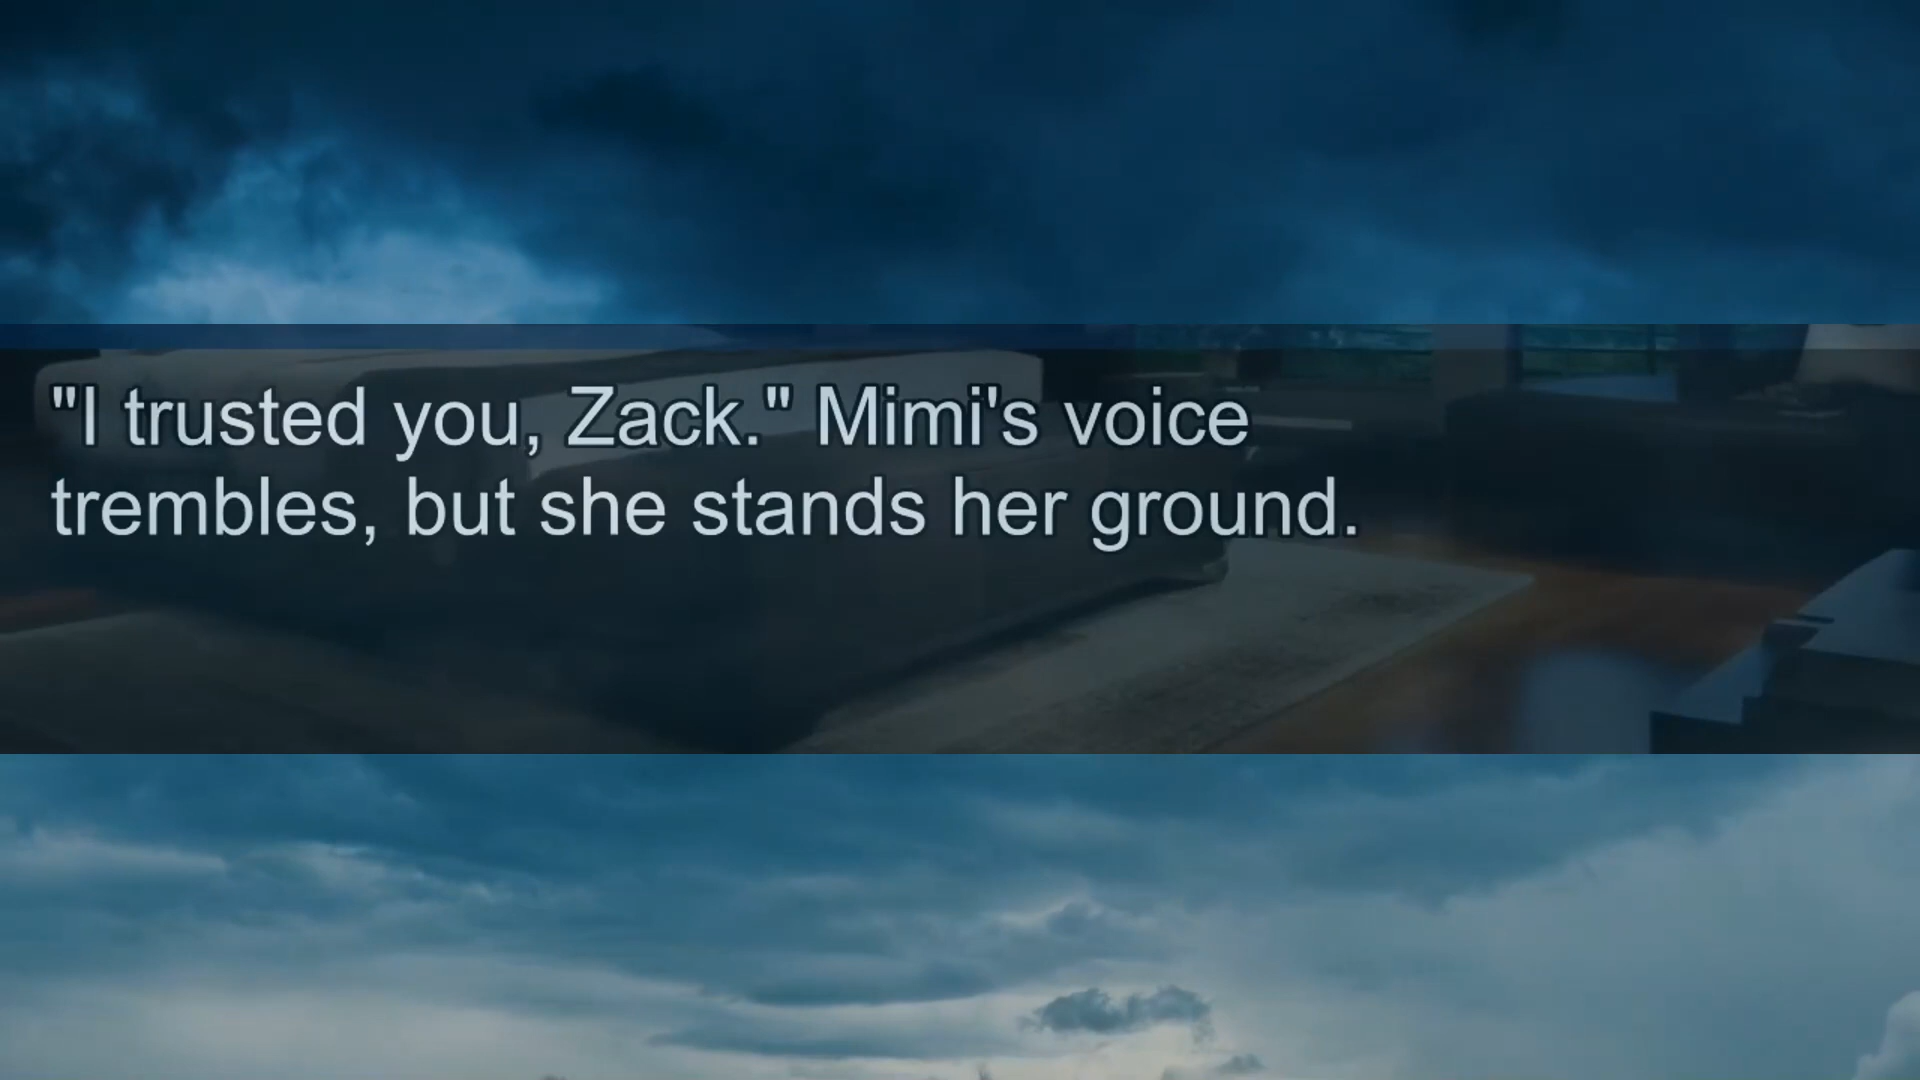 "I trusted you, Zack." Mimi's voice
trembles, but she stands her ground.